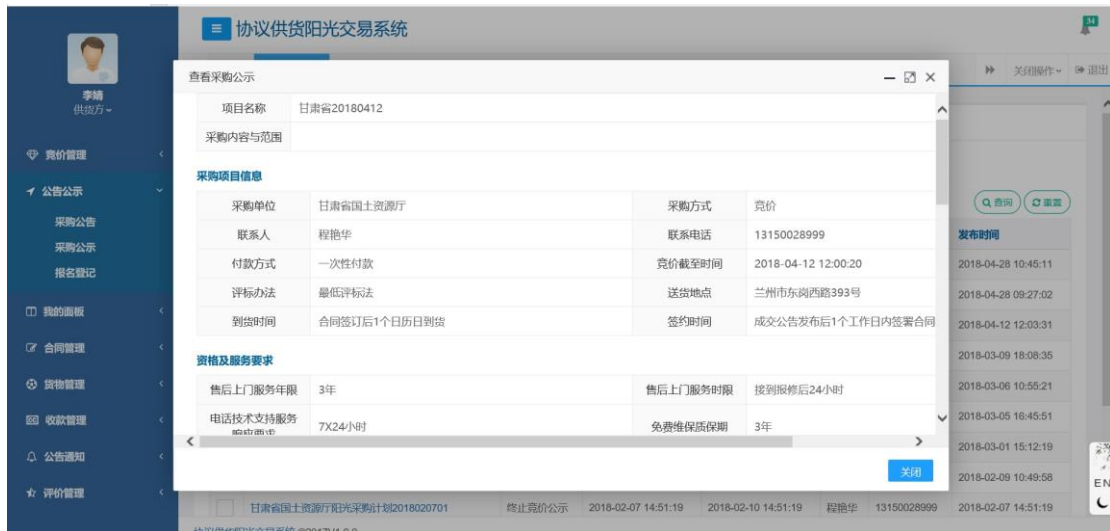 协议供货阳光交易系统
34
李婧
供货方
关闭操作
退出
查看采购公示
项目名称 甘肃省20180412
采购内容与范围
采购项目信息
采购单位 甘肃省国土资源厅 采购方式 竞价
联系人 程艳华 联系电话 13150028999
付款方式 一次性付款 竞价截至时间 2018-04-12 12:00:20
评标办法 最低评标法 送货地点 兰州市东岗西路393号
到货时间 合同签订后1个日历日到货 签约时间 成交公告发布后1个工作日内签署合同
资格及服务要求
售后上门服务年限 3年 售后上门服务时限 接到报修后24小时
电话技术支持服务 7X24小时 免费维保质保期 3年
关闭
竞价管理
公告公示
采购公告
采购公示
报名登记
我的面板
合同管理
货物管理
收款管理
公告通知
评价管理
查询 重置
发布时间
2018-04-28 10:45:11
2018-04-28 09:27:02
2018-04-12 12:03:31
2018-03-09 18:08:35
2018-03-06 10:55:21
2018-03-05 16:45:51
2018-03-01 15:12:19
2018-02-09 10:49:58
甘肃省国土资源厅阳光采购计划2018020701 终止竞价公示 2018-02-07 14:51:19 2018-02-10 14:51:19 程艳华 13150028999 2018-02-07 14:51:19
EN